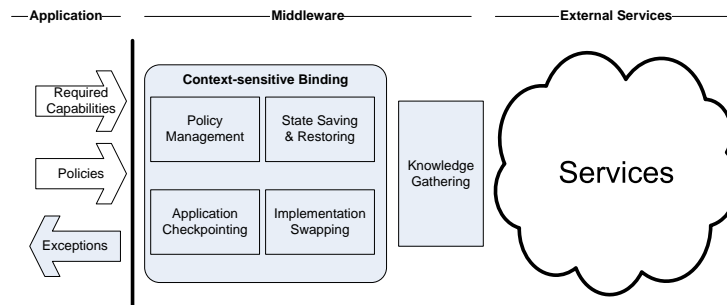 Application
Middleware
External Services
Required
Capabilities
Policies
Exceptions
Context-sensitive Binding
Policy
Management
State Saving
& Restoring
Application
Checkpointing
Implementation
Swapping
Knowledge
Gathering
Services